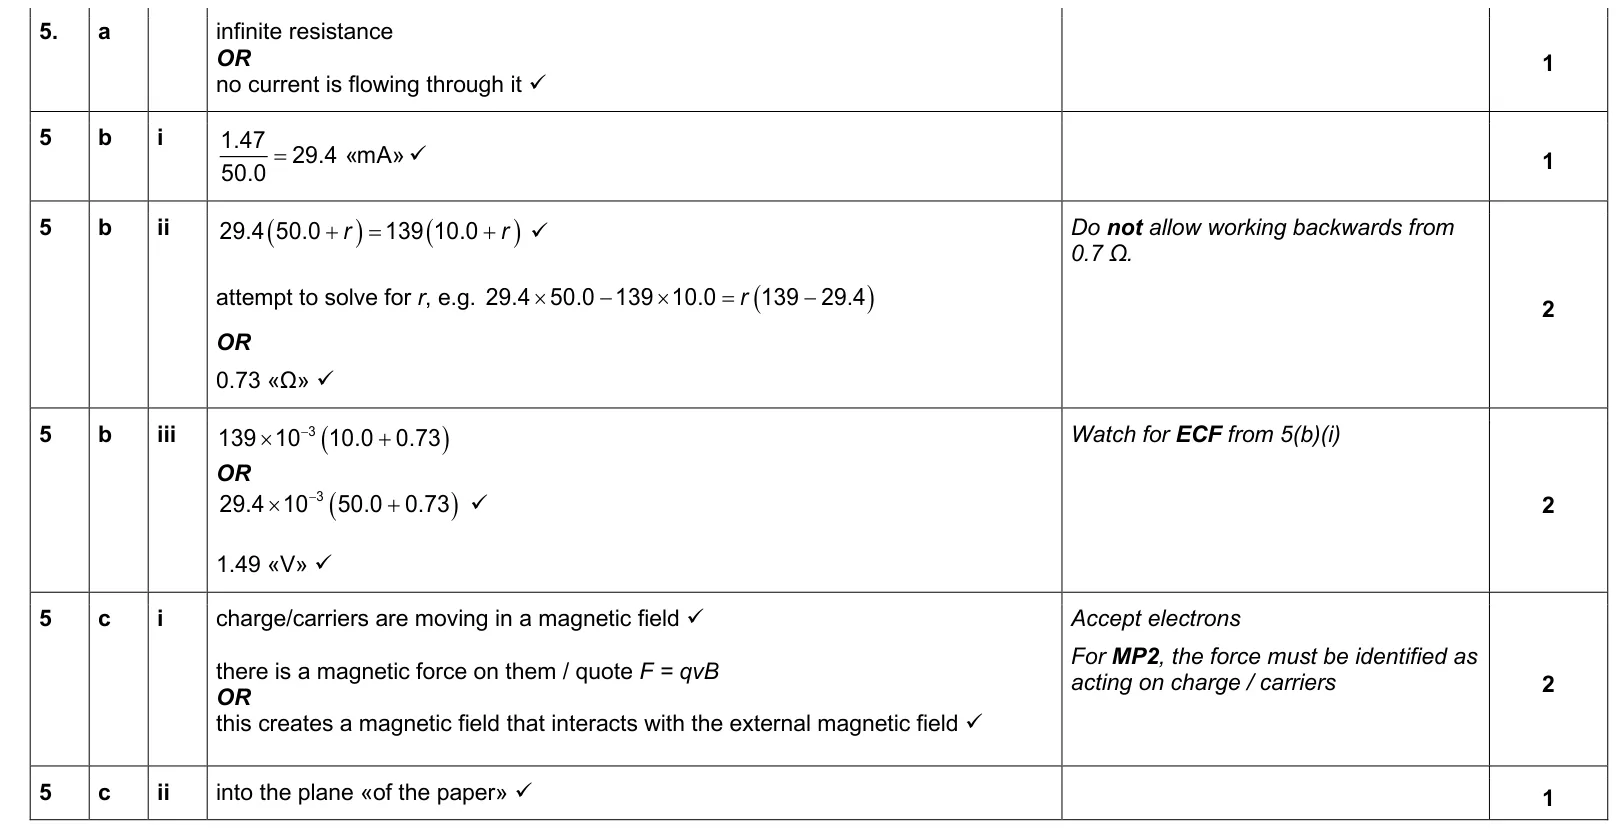 5. a infinite resistance
OR
no current is flowing through it ✓ 1
5 b i 1.47/50.0 = 29.4 «mA» ✓ 1
5 b ii 29.4(50.0 + r) = 139(10.0 + r) ✓ Do not allow working backwards from
0.7 Ω.
attempt to solve for r, e.g. 29.4 × 50.0 − 139 × 10.0 = r(139 − 29.4) 2
OR
0.73 «Ω» ✓
5 b iii 139 × 10⁻³ (10.0 + 0.73) Watch for ECF from 5(b)(i)
OR
29.4 × 10⁻³ (50.0 + 0.73) ✓ 2
1.49 «V» ✓
5 c i charge/carriers are moving in a magnetic field ✓ Accept electrons
there is a magnetic force on them / quote F = qvB For MP2, the force must be identified as
OR acting on charge / carriers 2
this creates a magnetic field that interacts with the external magnetic field ✓
5 c ii into the plane «of the paper» ✓ 1